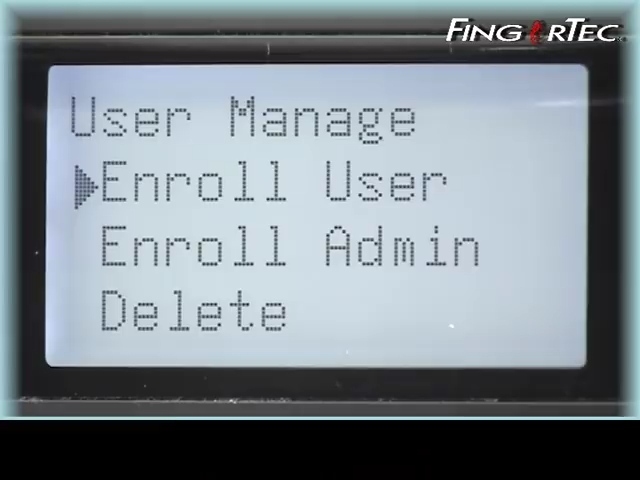 FINGERTEC
User Manage
Enroll User
Enroll Admin
Delete